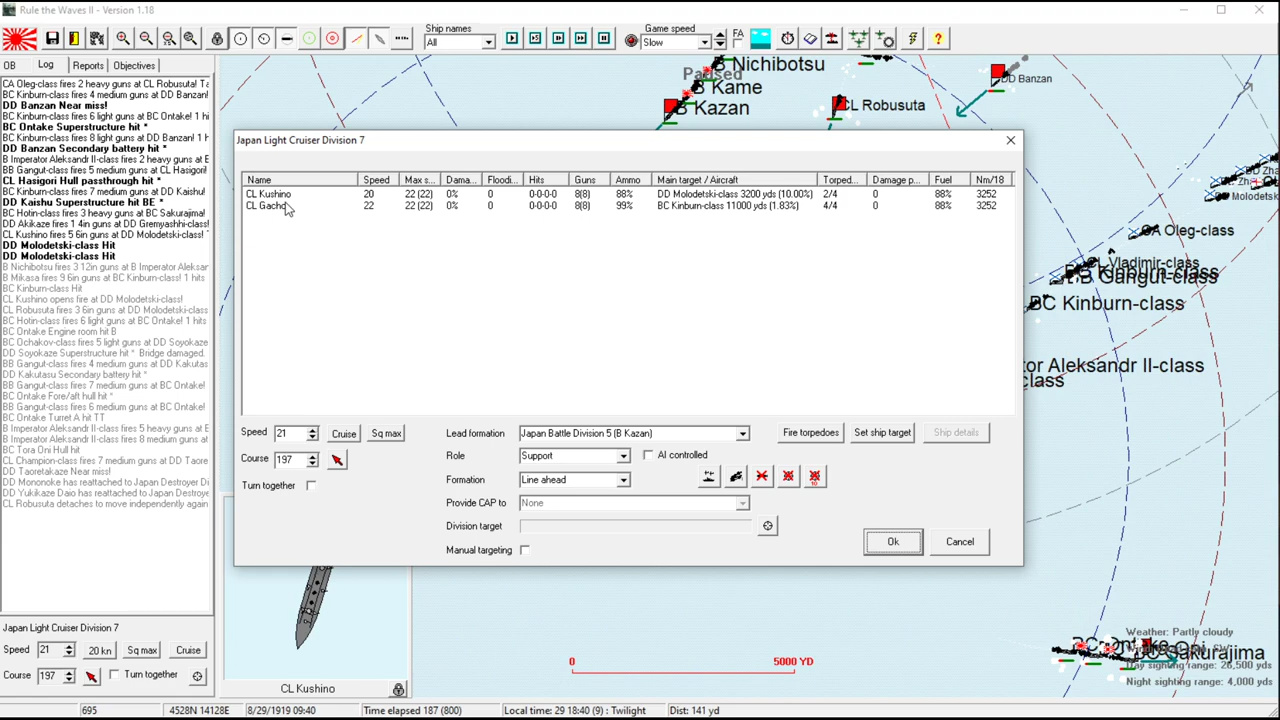 Rule the Waves II - Version 1.18
Ship names
All
Game speed
Slow
FA
OB Log Reports Objectives
CA Oleg-class fires 2 heavy guns at CL Robusuta! Ta
BC Kinburn-class fires 4 medium guns at DD Banzan!
DD Banzan Near miss!
BC Kinburn-class fires 6 light guns at BC Ontake! 1 h
BC Ontake Superstructure hit *
BC Kinburn-class fires 8 light guns at DD Banzan! 1 h
DD Banzan Secondary battery hit *
B Imperator Aleksandr II-class fires 2 heavy guns at B
BB Gangut-class fires 5 medium guns at CL Hasigori!
CL Hasigori Hull passthrough hit *
BC Kinburn-class fires 7 medium guns at DD Kaishu!
DD Kaishu Superstructure hit BE *
BC Hotin-class fires 3 heavy guns at BC Sakurajima!
DD Akikaze fires 1 4in guns at DD Gremyashhi-class!
CL Kushino fires 5 6in guns at DD Molodetski-class!
DD Molodetski-class Hit
DD Molodetski-class Hit
B Nichibotsu fires 3 12in guns at B Imperator Aleksan
B Mikasa fires 9 6in guns at BC Kinburn-class! 1 hits
BC Kinburn-class Hit
CL Kushino opens fire at DD Molodetski-class!
CL Robusuta fires 3 6in guns at DD Molodetski-class
BC Hotin-class fires 6 light guns at BC Ontake! 1 hits
BC Ontake Engine room hit B
BC Ochakov-class fires 5 light guns at DD Soyokaze
DD Soyokaze Superstructure hit * Bridge damaged.
BB Gangut-class fires 4 medium guns at DD Kakutas
DD Kakutasu Secondary battery hit *
BB Gangut-class fires 7 medium guns at BC Ontake!
BC Ontake Fore/aft hull hit *
BB Gangut-class fires 6 medium guns at BC Ontake!
BC Ontake Turret A hit TT
B Imperator Aleksandr II-class fires 5 heavy guns at B
B Imperator Aleksandr II-class fires 8 medium guns at
BC Tora Oni Hull hit
CL Champion-class fires 7 medium guns at DD Taore
DD Taoretakaze Near miss!
DD Mononoke has reattached to Japan Destroyer Di
DD Yukikaze Daio has reattached to Japan Destroye
CL Robusuta detaches to move independently again
Japan Light Cruiser Division 7
Speed 21 20 kn Sq max Cruise
Course 197 Turn together
B Nichibotsu
Paused
B Kame
B Kazan
CL Robusuta
DD Banzan
CA Oleg-class
BC Kinburn-class
BC Kinburn-class
Japan Light Cruiser Division 7
Name Speed Max s... Dama... Floodi... Hits Guns Ammo Main target / Aircraft Torped... Damage p... Fuel Nm/18
CL Kushino 20 22 (22) 0% 0 0-0-0-0 8(8) 88% DD Molodetski-class 3200 yds (10.00%) 2/4 0 88% 3252
CL Gacho 22 22 (22) 0% 0 0-0-0-0 8(8) 99% BC Kinburn-class 11000 yds (1.83%) 4/4 0 88% 3252
Speed 21 Cruise Sq max
Course 197
Turn together
Lead formation Japan Battle Division 5 (B Kazan)
Role Support AI controlled
Formation Line ahead
Provide CAP to None
Division target
Manual targeting
Fire torpedoes Set ship target Ship details
Ok Cancel
tor Aleksandr II-class
class
Weather: Partly cloudy
Day sighting range: 26,500 yds
Night sighting range: 4,000 yds
0 5000 YD
CL Kushino
695 4528N 14128E 8/29/1919 09:40 Time elapsed 187 (800) Local time: 29 18:40 (9) : Twilight Dist: 141 yd